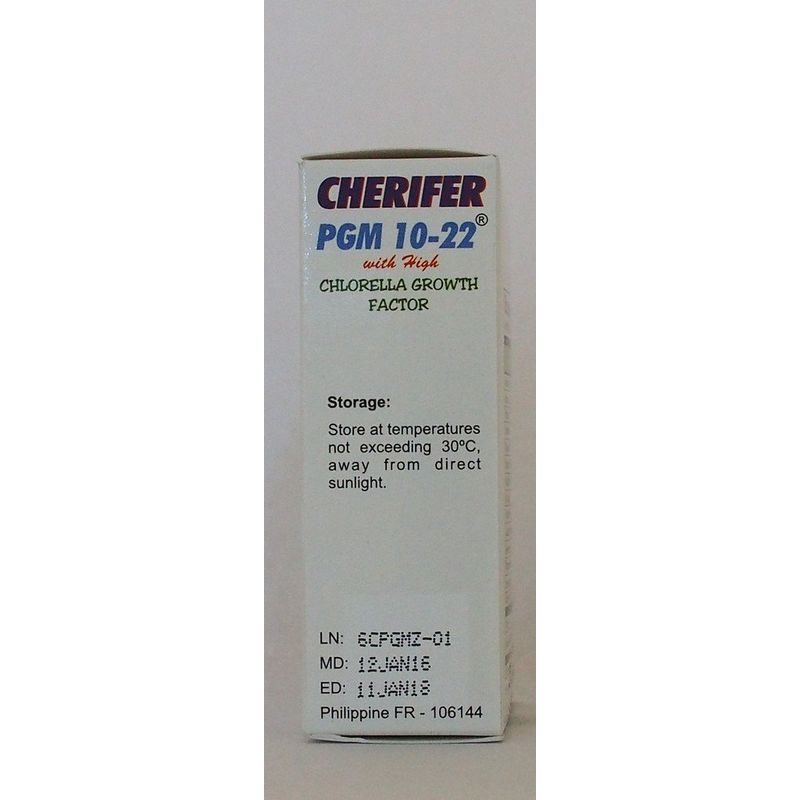 CHERIFER
PGM 10-22®
with High
CHLORELLA GROWTH
FACTOR
Storage:
Store at temperatures
not exceeding 30ºC,
away from direct
sunlight.
LN: 6CPGMZ-01
MD: 12JAN16
ED: 11JAN18
Philippine FR - 106144